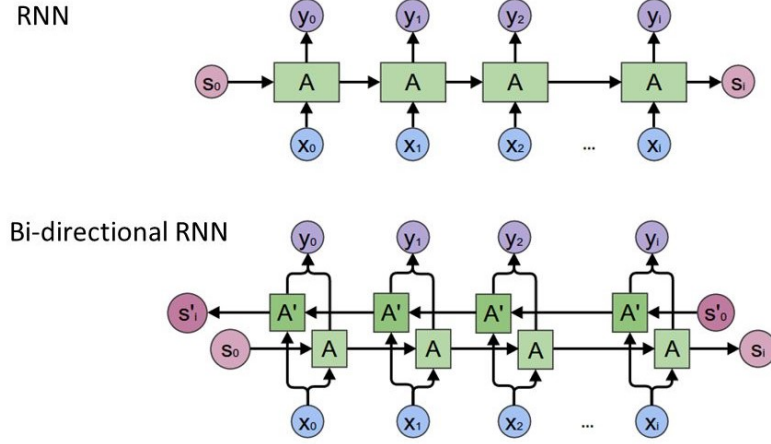 RNN
y₀ y₁ y₂ yᵢ
s₀ A A A A sᵢ
x₀ x₁ x₂ ... xᵢ
Bi-directional RNN
y₀ y₁ y₂ yᵢ
s'ᵢ A' A' A' A' s'₀
s₀ A A A A sᵢ
x₀ x₁ x₂ ... xᵢ